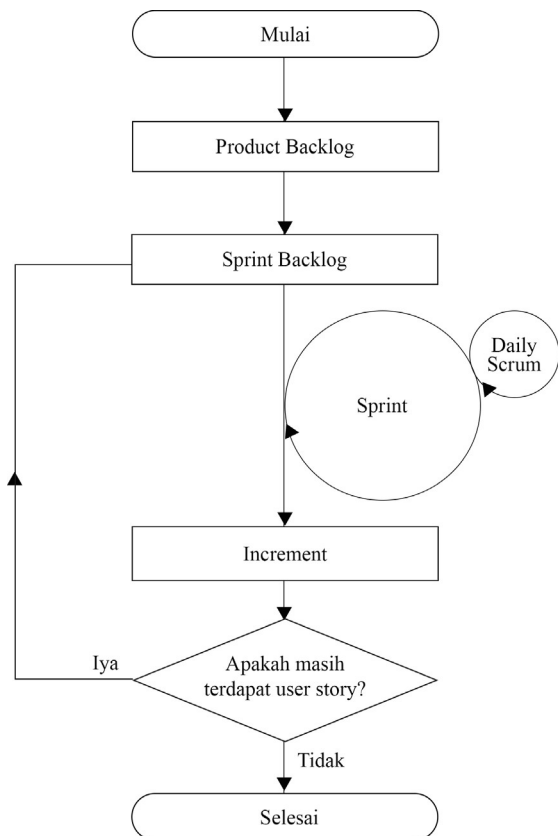 Mulai
Product Backlog
Sprint Backlog
Daily
Scrum
Sprint
Increment
Iya
Apakah masih
terdapat user story?
Tidak
Selesai